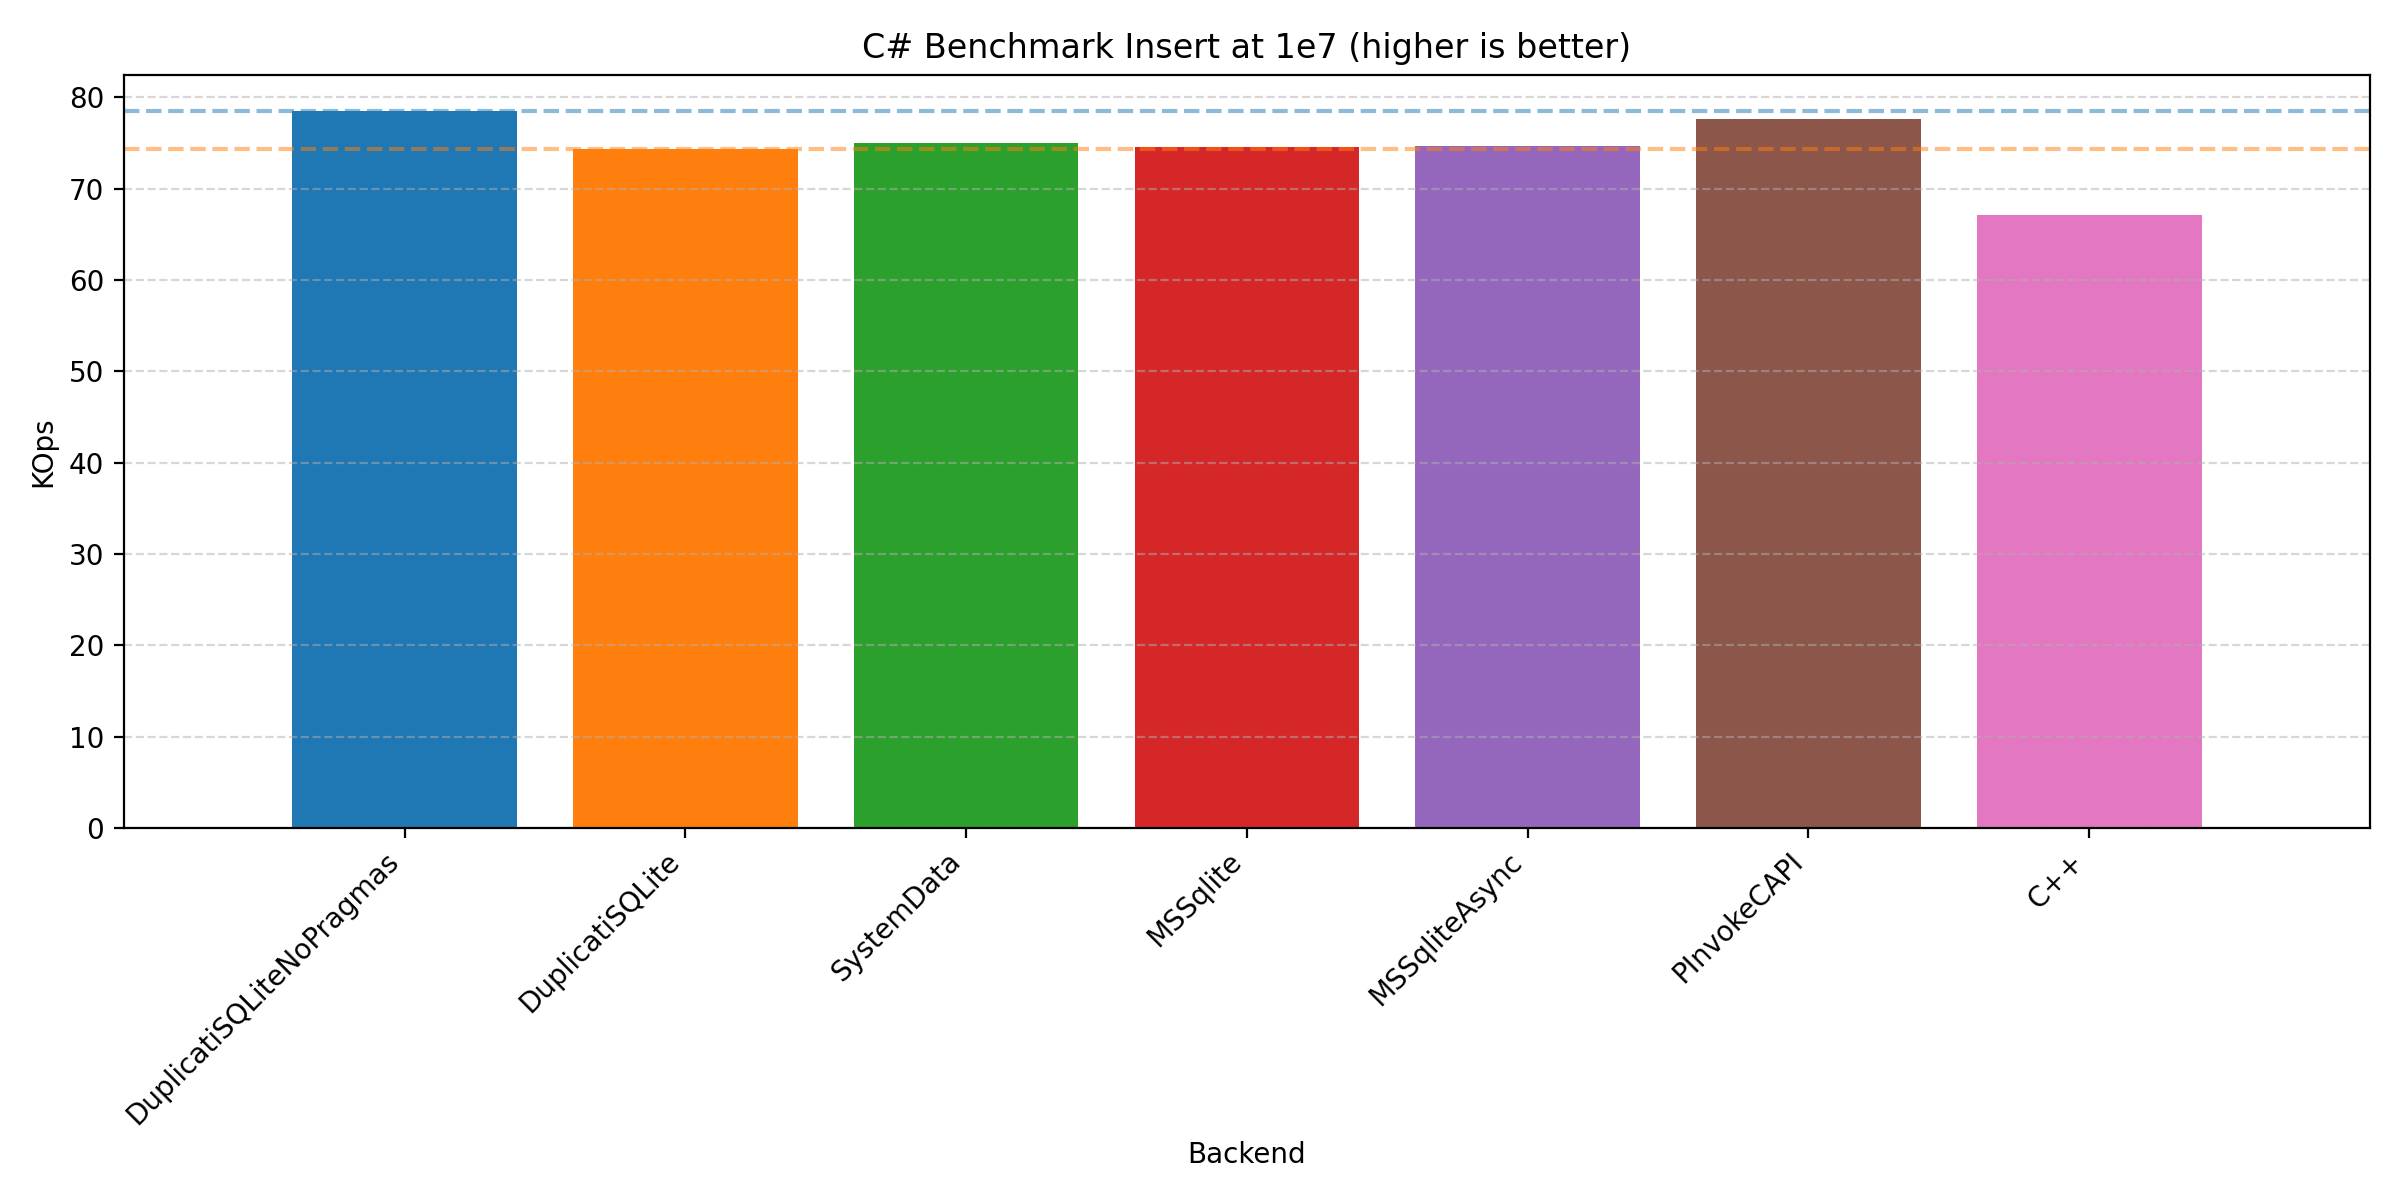 C# Benchmark Insert at 1e7 (higher is better)
80
70
60
50
40
30
20
10
0
KOps
DuplicatiSQLiteNoPragmas
DuplicatiSQLite
SystemData
MSSqlite
MSSqliteAsync
PInvokeCAPI
C++
Backend